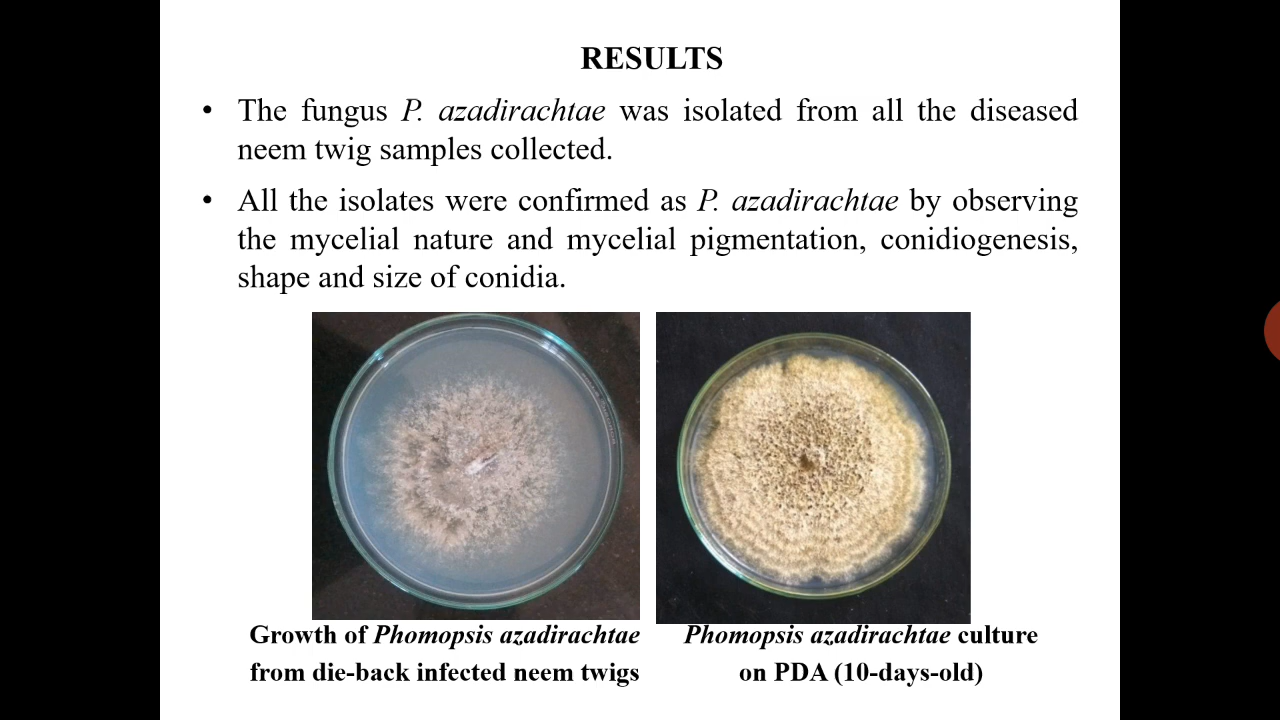 RESULTS
• The fungus P. azadirachtae was isolated from all the diseased
neem twig samples collected.
• All the isolates were confirmed as P. azadirachtae by observing
the mycelial nature and mycelial pigmentation, conidiogenesis,
shape and size of conidia.
Growth of Phomopsis azadirachtae
from die-back infected neem twigs
Phomopsis azadirachtae culture
on PDA (10-days-old)